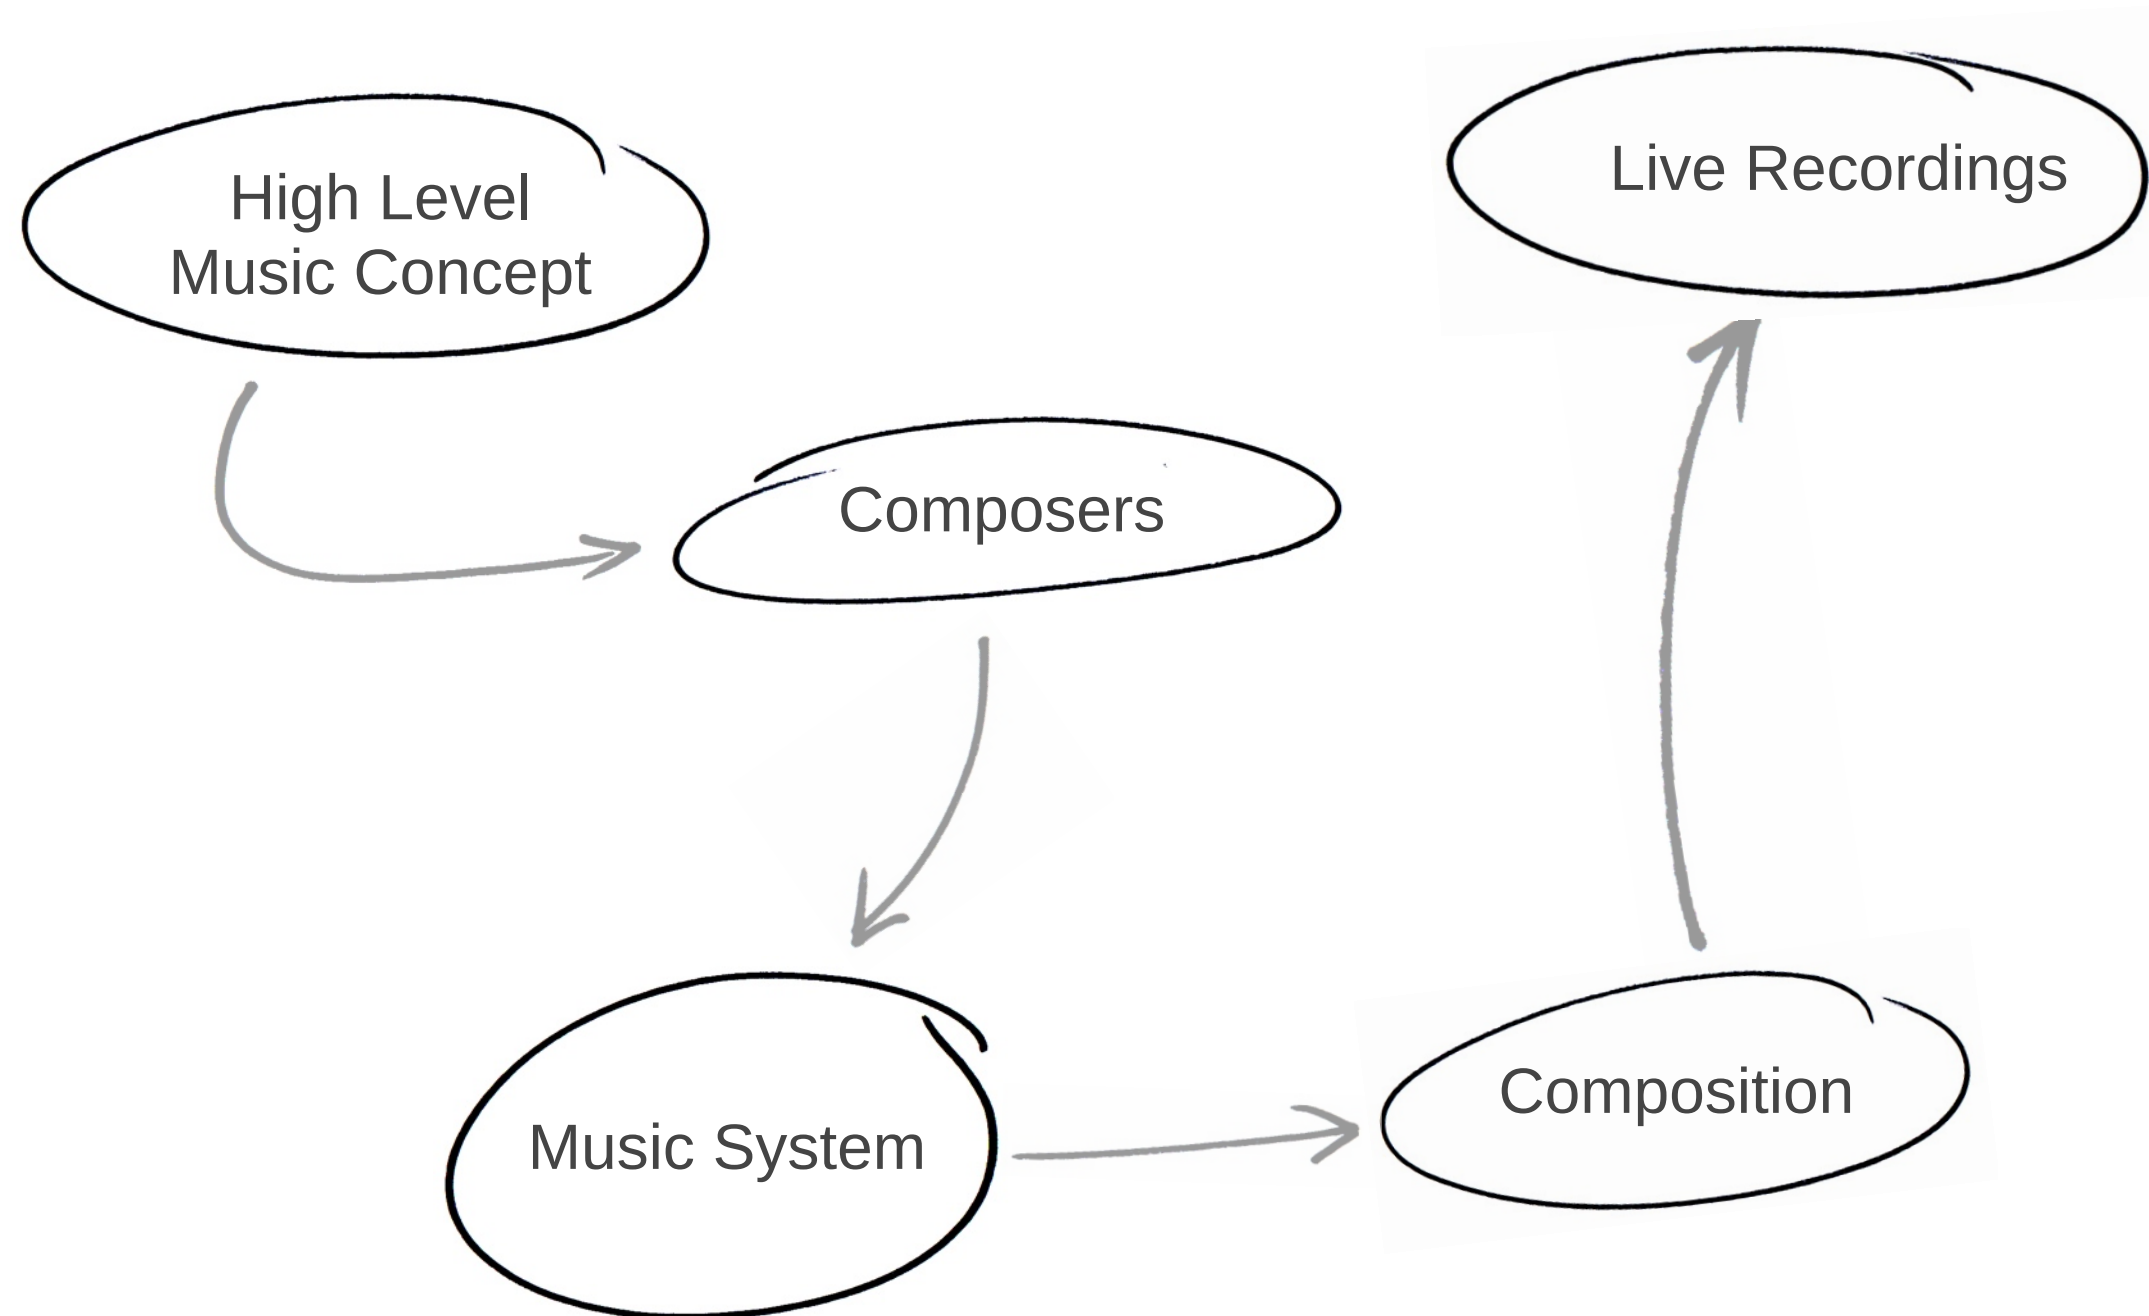 High Level
Music Concept
Composers
Music System
Composition
Live Recordings